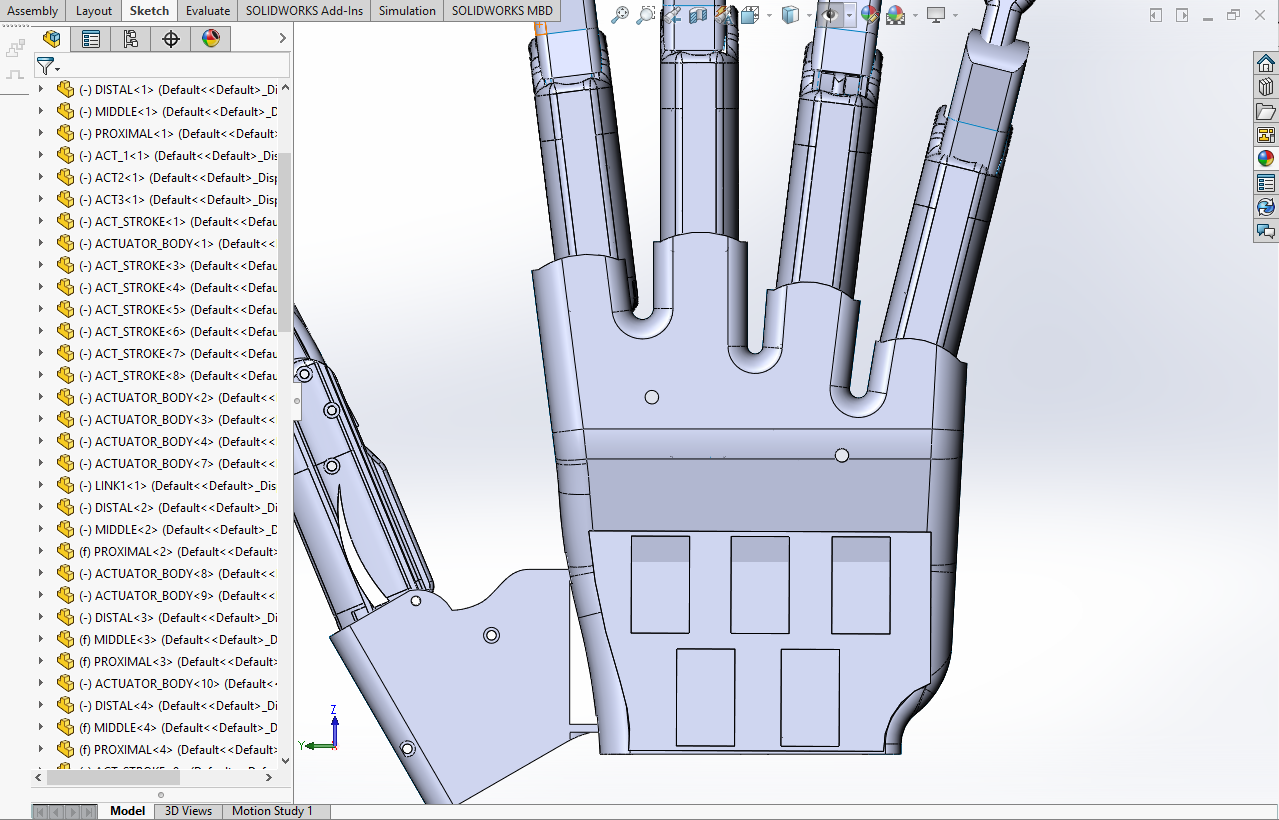 Assembly Layout Sketch Evaluate SOLIDWORKS Add-Ins Simulation SOLIDWORKS MBD
(-) DISTAL<1> (Default<<Default>_Di
(-) MIDDLE<1> (Default<<Default>_D
(-) PROXIMAL<1> (Default<<Default>
(-) ACT_1<1> (Default<<Default>_Dis
(-) ACT2<1> (Default<<Default>_Disp
(-) ACT3<1> (Default<<Default>_Disp
(-) ACT_STROKE<1> (Default<<Defau
(-) ACTUATOR_BODY<1> (Default<<
(-) ACT_STROKE<3> (Default<<Defau
(-) ACT_STROKE<4> (Default<<Defau
(-) ACT_STROKE<5> (Default<<Defau
(-) ACT_STROKE<6> (Default<<Defau
(-) ACT_STROKE<7> (Default<<Defau
(-) ACT_STROKE<8> (Default<<Defau
(-) ACTUATOR_BODY<2> (Default<<
(-) ACTUATOR_BODY<3> (Default<<
(-) ACTUATOR_BODY<4> (Default<<
(-) ACTUATOR_BODY<7> (Default<<
(-) LINK1<1> (Default<<Default>_Dis
(-) DISTAL<2> (Default<<Default>_Di
(-) MIDDLE<2> (Default<<Default>_D
(f) PROXIMAL<2> (Default<<Default>
(-) ACTUATOR_BODY<8> (Default<<
(-) ACTUATOR_BODY<9> (Default<<
(-) DISTAL<3> (Default<<Default>_Di
(f) MIDDLE<3> (Default<<Default>_D
(f) PROXIMAL<3> (Default<<Default>
(-) ACTUATOR_BODY<10> (Default<
(-) DISTAL<4> (Default<<Default>_Di
(f) MIDDLE<4> (Default<<Default>_D
(f) PROXIMAL<4> (Default<<Default>
Z
Y
Model 3D Views Motion Study 1